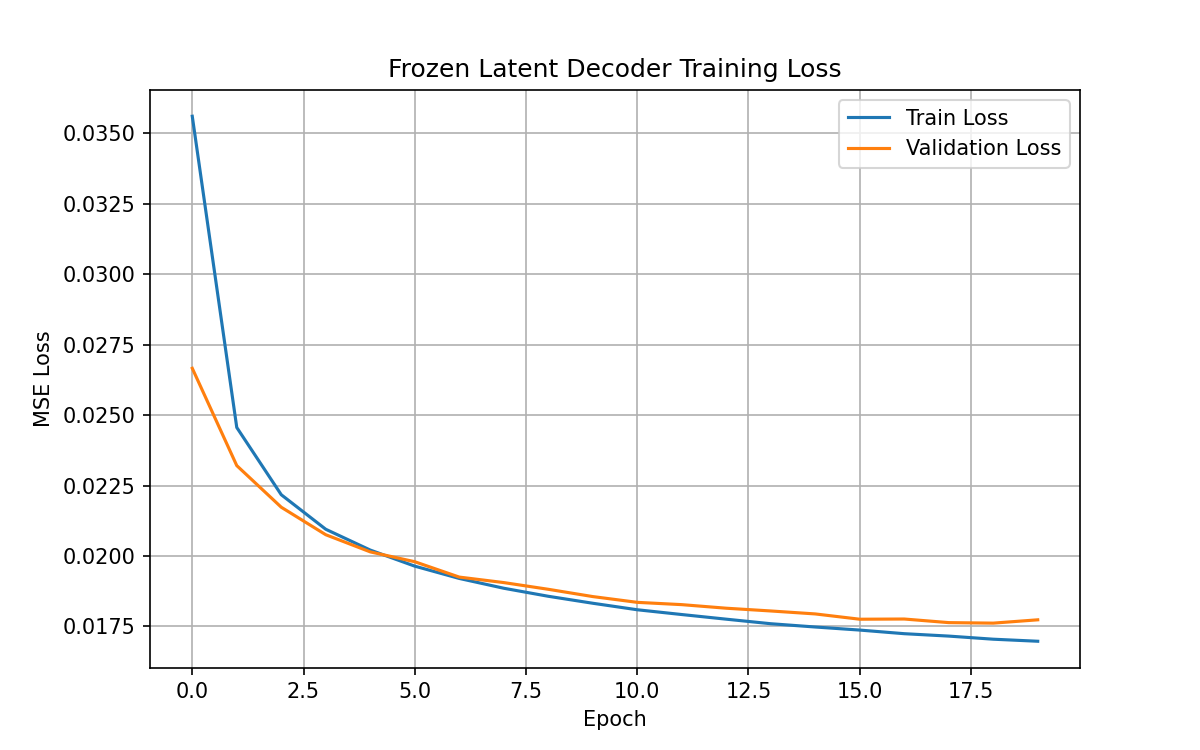 Frozen Latent Decoder Training Loss
Train Loss
Validation Loss
MSE Loss
0.0350
0.0325
0.0300
0.0275
0.0250
0.0225
0.0200
0.0175
0.0 2.5 5.0 7.5 10.0 12.5 15.0 17.5
Epoch